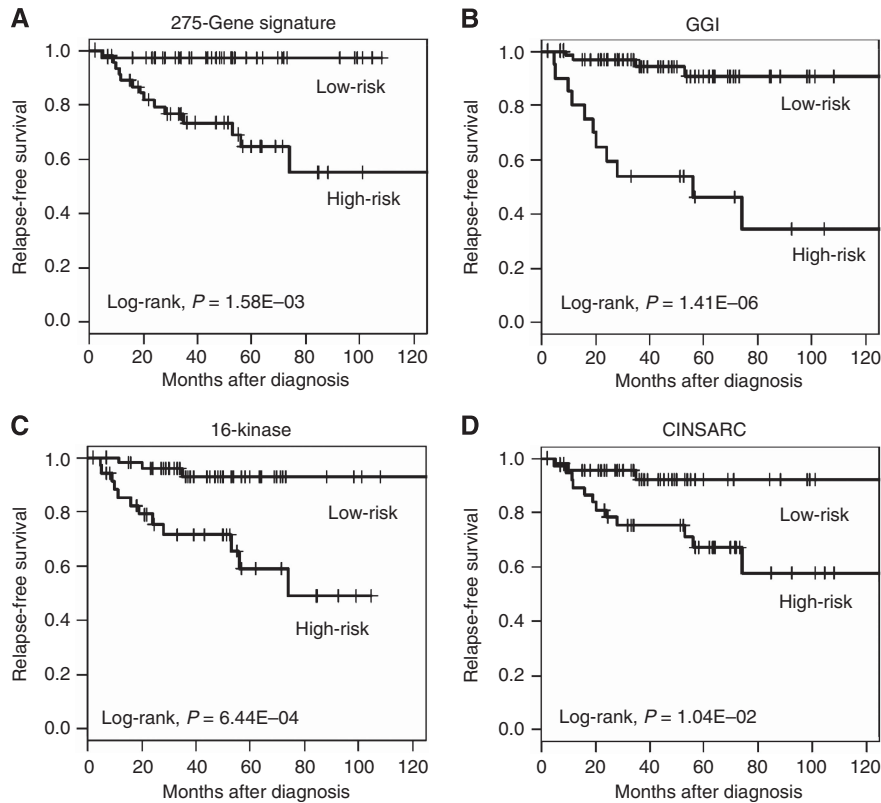 A
275-Gene signature
Relapse-free survival
1.0
0.8
0.6
0.4
0.2
0.0
Low-risk
High-risk
Log-rank, P = 1.58E–03
0 20 40 60 80 100 120
Months after diagnosis
B
GGI
Relapse-free survival
1.0
0.8
0.6
0.4
0.2
0.0
Low-risk
High-risk
Log-rank, P = 1.41E–06
0 20 40 60 80 100 120
Months after diagnosis
C
16-kinase
Relapse-free survival
1.0
0.8
0.6
0.4
0.2
0.0
Low-risk
High-risk
Log-rank, P = 6.44E–04
0 20 40 60 80 100 120
Months after diagnosis
D
CINSARC
Relapse-free survival
1.0
0.8
0.6
0.4
0.2
0.0
Low-risk
High-risk
Log-rank, P = 1.04E–02
0 20 40 60 80 100 120
Months after diagnosis